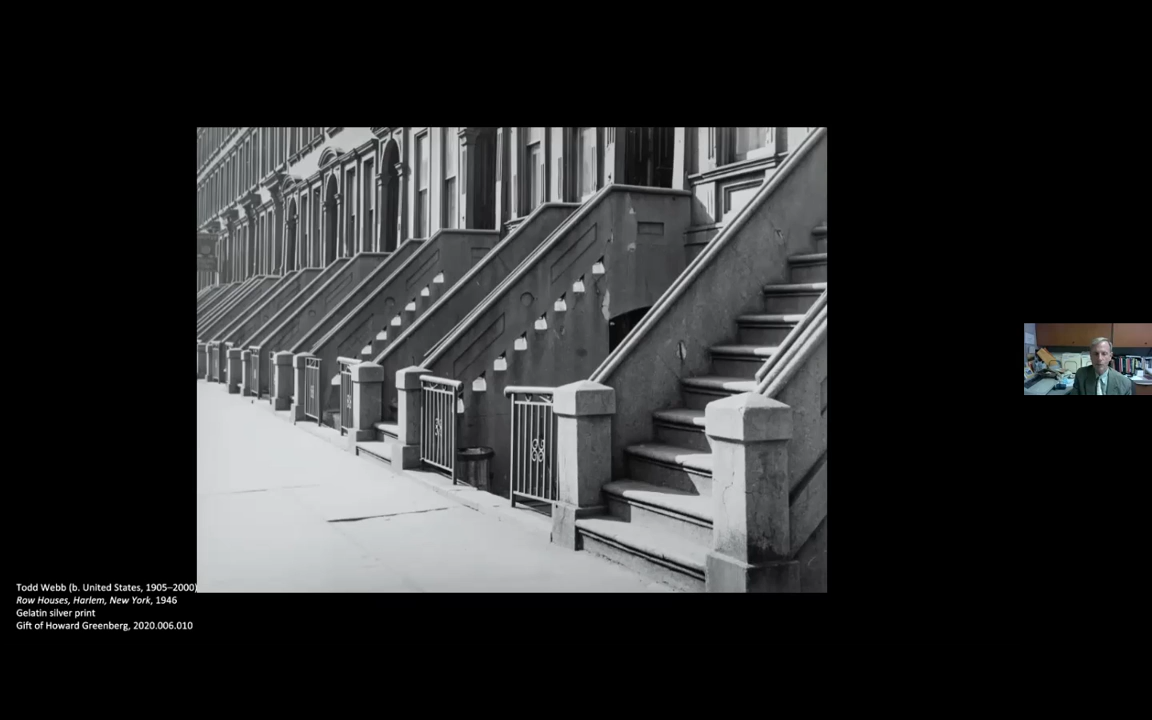 Todd Webb (b. United States, 1905–2000)
Row Houses, Harlem, New York, 1946
Gelatin silver print
Gift of Howard Greenberg, 2020.006.010